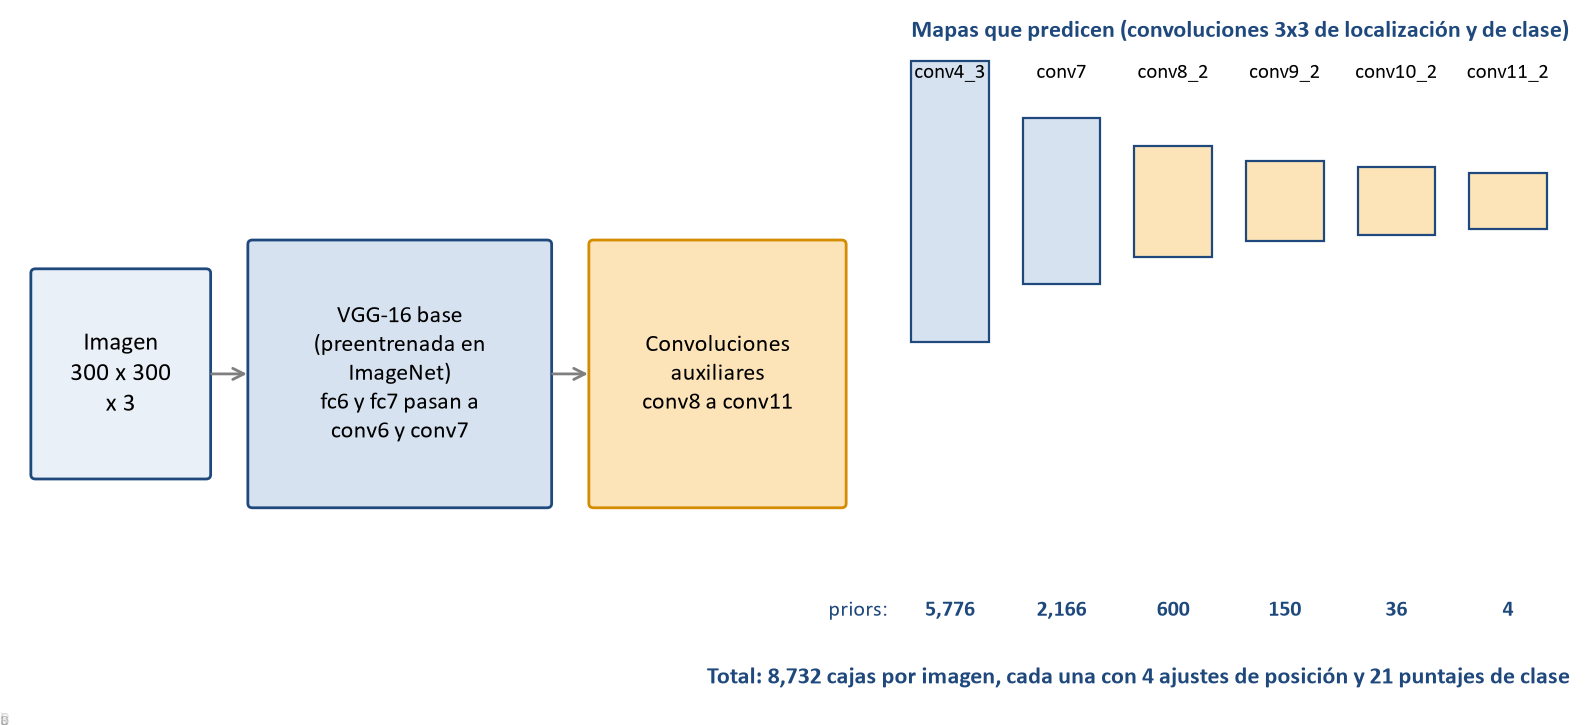 Mapas que predicen (convoluciones 3x3 de localización y de clase)
conv4_3 conv7 conv8_2 conv9_2 conv10_2 conv11_2
Imagen
300 x 300
x 3
VGG-16 base
(preentrenada en
ImageNet)
fc6 y fc7 pasan a
conv6 y conv7
Convoluciones
auxiliares
conv8 a conv11
priors: 5,776 2,166 600 150 36 4
Total: 8,732 cajas por imagen, cada una con 4 ajustes de posición y 21 puntajes de clase